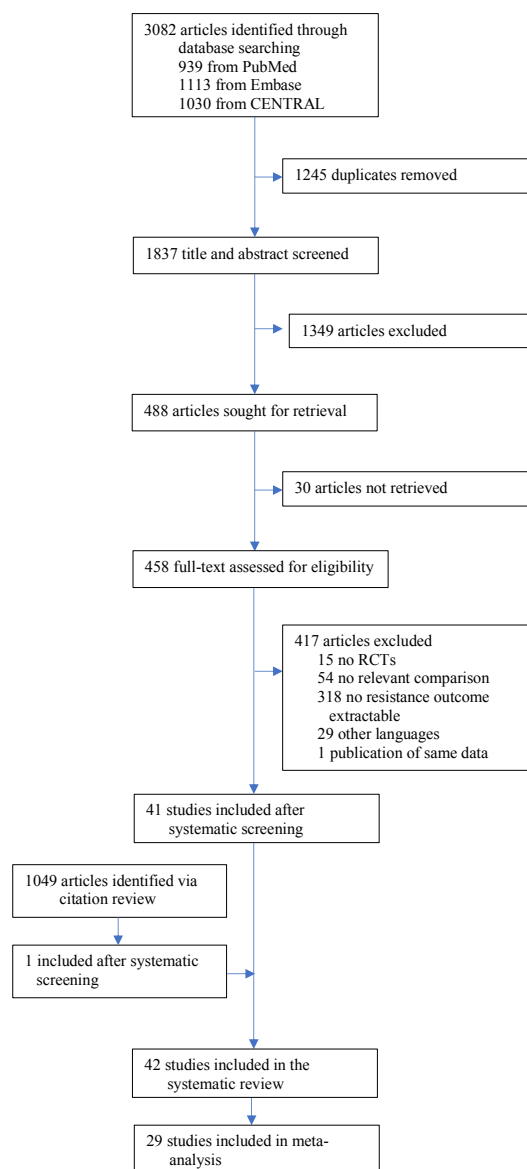 3082 articles identified through
database searching
939 from PubMed
1113 from Embase
1030 from CENTRAL
1245 duplicates removed
1837 title and abstract screened
1349 articles excluded
488 articles sought for retrieval
30 articles not retrieved
458 full-text assessed for eligibility
417 articles excluded
15 no RCTs
54 no relevant comparison
318 no resistance outcome
extractable
29 other languages
1 publication of same data
41 studies included after
systematic screening
1049 articles identified via
citation review
1 included after systematic
screening
42 studies included in the
systematic review
29 studies included in meta-
analysis